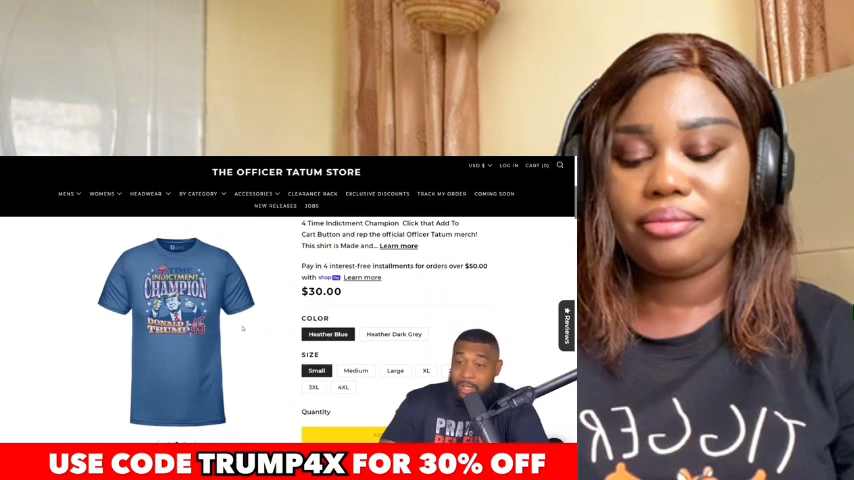 THE OFFICER TATUM STORE
USD $ LOG IN CART (0)
MENS WOMENS HEADWEAR BY CATEGORY ACCESSORIES CLEARANCE RACK EXCLUSIVE DISCOUNTS TRACK MY ORDER COMING SOON
NEW RELEASES JOBS
4 Time Indictment Champion Click that Add To
Cart Button and rep the official Officer Tatum merch!
This shirt is Made and... Learn more
Pay in 4 interest-free installments for orders over $50.00
with shop Learn more
$30.00
COLOR
Heather Blue Heather Dark Grey
SIZE
Small Medium Large XL
3XL 4XL
Quantity
★ Reviews
TIME
INDICTMENT
CHAMPION
DONALD J.
TRUMP 45
PRAY
TIGGER
USE CODE TRUMP4X FOR 30% OFF